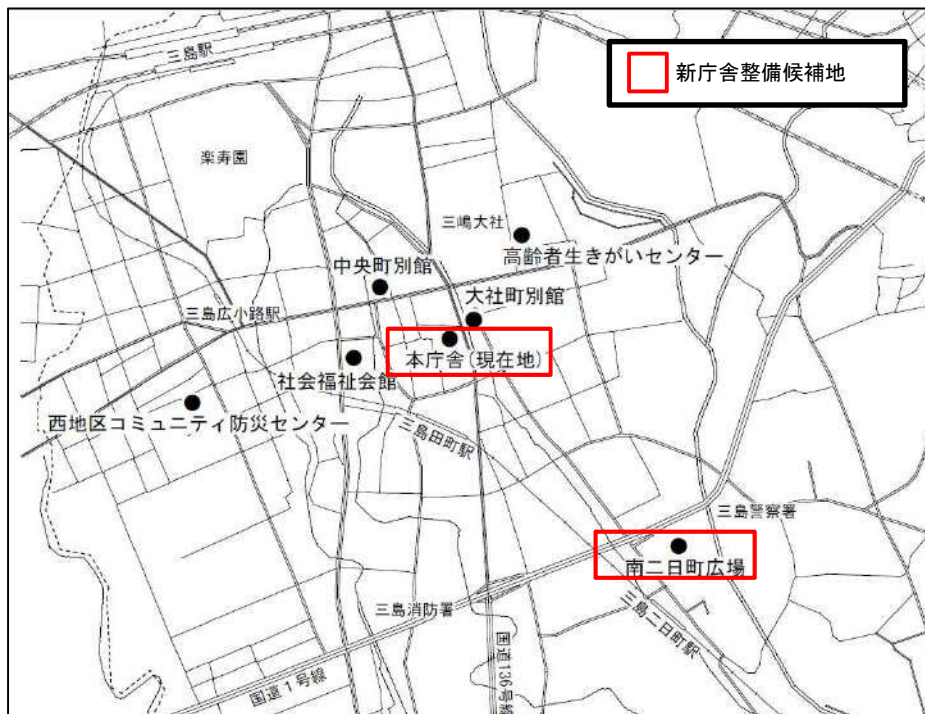 三島駅
新庁舎整備候補地
楽寿園
三嶋大社
高齢者生きがいセンター
中央町別館
大社町別館
三島広小路駅
本庁舎(現在地)
社会福祉会館
西地区コミュニティ防災センター
三島田町駅
三島警察署
南二日町広場
三島消防署
三島二日町駅
国道136号線
国道1号線